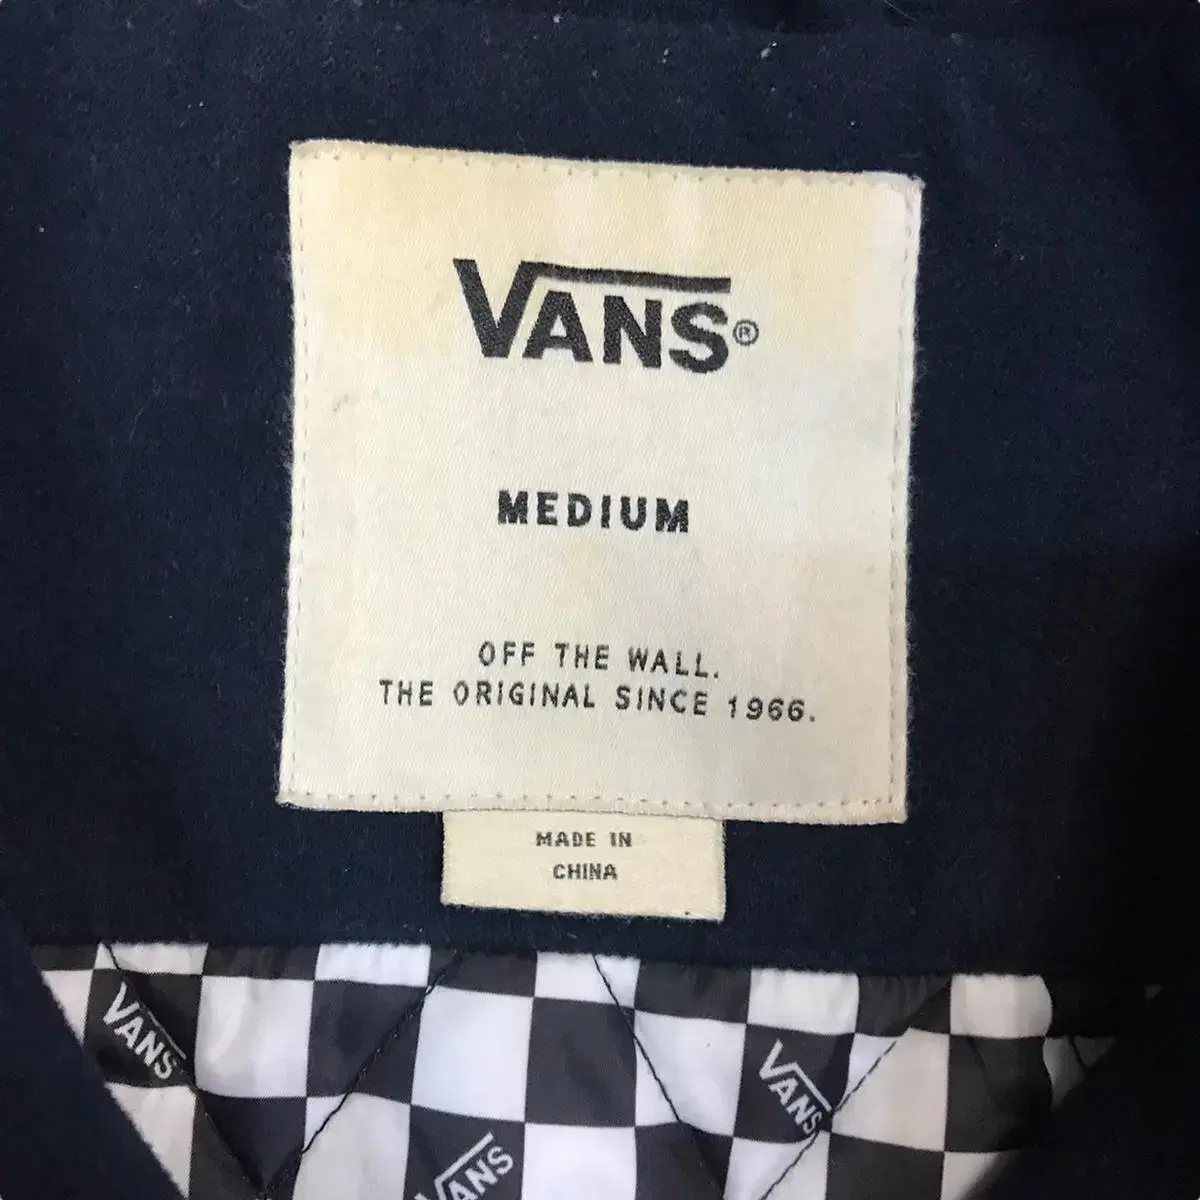 VANS®
MEDIUM
OFF THE WALL.
THE ORIGINAL SINCE 1966.
MADE IN
CHINA
VANS
VANS
VANS